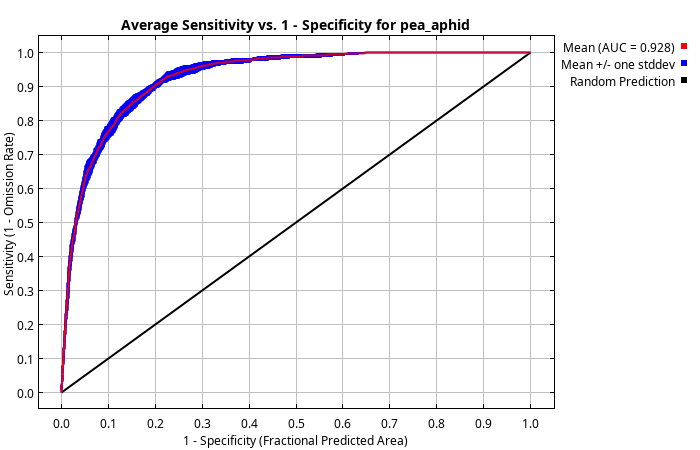 Average Sensitivity vs. 1 - Specificity for pea_aphid
Mean (AUC = 0.928)
Mean +/- one stddev
Random Prediction
Sensitivity (1 - Omission Rate)
1.0
0.9
0.8
0.7
0.6
0.5
0.4
0.3
0.2
0.1
0.0
0.0 0.1 0.2 0.3 0.4 0.5 0.6 0.7 0.8 0.9 1.0
1 - Specificity (Fractional Predicted Area)